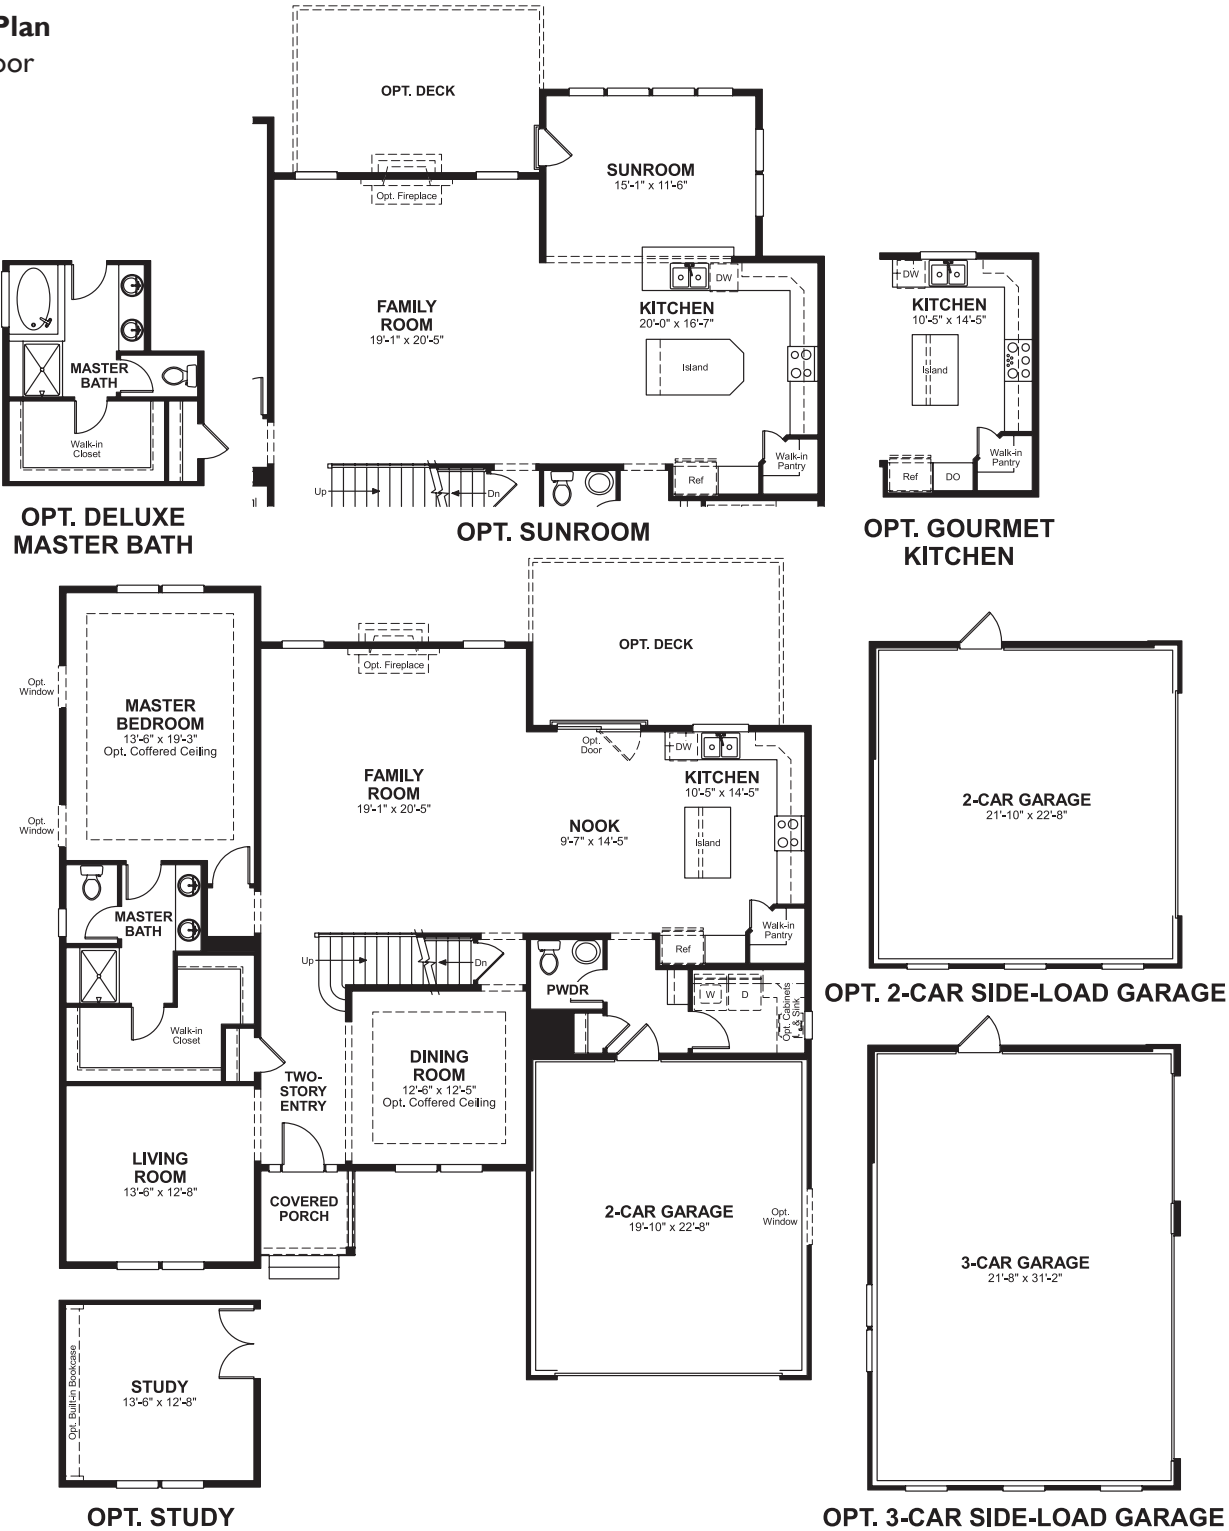 Plan
oor
OPT. DECK
SUNROOM
15'-1" x 11'-6"
Opt. Fireplace
FAMILY
ROOM
19'-1" x 20'-5"
DW
KITCHEN
20'-0" x 16'-7"
Island
Walk-in
Pantry
Ref
Up
Dn
OPT. SUNROOM
MASTER
BATH
Walk-in
Closet
OPT. DELUXE
MASTER BATH
DW
KITCHEN
10'-5" x 14'-5"
Island
Walk-in
Pantry
Ref
DO
OPT. GOURMET
KITCHEN
OPT. DECK
Opt. Fireplace
Opt.
Window
MASTER
BEDROOM
13'-6" x 19'-3"
Opt. Coffered Ceiling
Opt.
Window
FAMILY
ROOM
19'-1" x 20'-5"
Opt.
Door
NOOK
9'-7" x 14'-5"
DW
KITCHEN
10'-5" x 14'-5"
Island
Walk-in
Pantry
Ref
MASTER
BATH
Walk-in
Closet
Up
Dn
PWDR
W
D
Opt. Cabinets
& Sink
DINING
ROOM
12'-6" x 12'-5"
Opt. Coffered Ceiling
TWO-
STORY
ENTRY
LIVING
ROOM
13'-6" x 12'-8"
COVERED
PORCH
2-CAR GARAGE
19'-10" x 22'-8"
Opt.
Window
2-CAR GARAGE
21'-10" x 22'-8"
OPT. 2-CAR SIDE-LOAD GARAGE
3-CAR GARAGE
21'-8" x 31'-2"
OPT. 3-CAR SIDE-LOAD GARAGE
Opt. Built-in Bookcase
STUDY
13'-6" x 12'-8"
OPT. STUDY